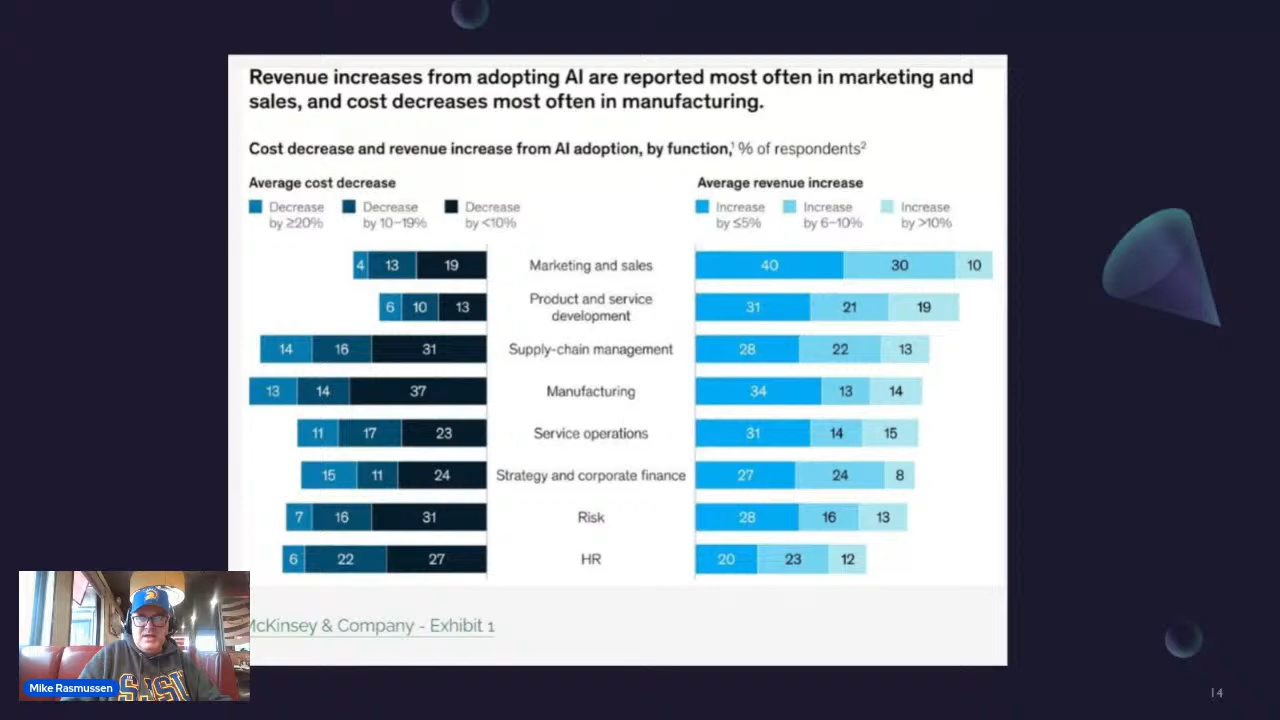 Revenue increases from adopting AI are reported most often in marketing and
sales, and cost decreases most often in manufacturing.
Cost decrease and revenue increase from AI adoption, by function,¹ % of respondents²
Average cost decrease
Decrease by ≥20%
Decrease by 10–19%
Decrease by <10%
Average revenue increase
Increase by ≤5%
Increase by 6–10%
Increase by >10%
4 13 19 Marketing and sales 40 30 10
6 10 13 Product and service development 31 21 19
14 16 31 Supply-chain management 28 22 13
13 14 37 Manufacturing 34 13 14
11 17 23 Service operations 31 14 15
15 11 24 Strategy and corporate finance 27 24 8
7 16 31 Risk 28 16 13
6 22 27 HR 20 23 12
cKinsey & Company - Exhibit 1
SJSU
Mike Rasmussen
14